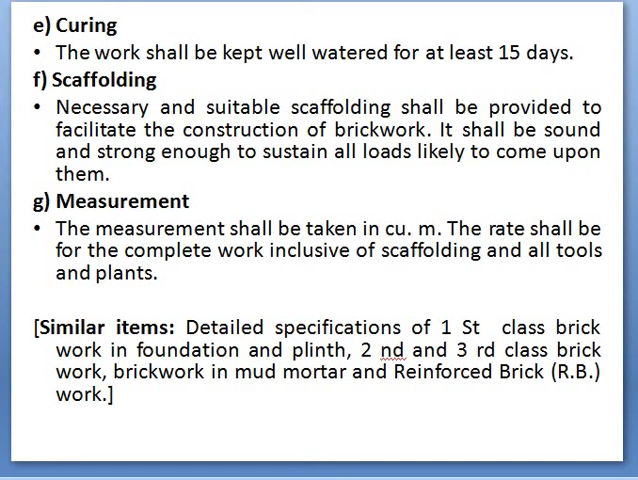 e) Curing
• The work shall be kept well watered for at least 15 days.
f) Scaffolding
• Necessary and suitable scaffolding shall be provided to
facilitate the construction of brickwork. It shall be sound
and strong enough to sustain all loads likely to come upon
them.
g) Measurement
• The measurement shall be taken in cu. m. The rate shall be
for the complete work inclusive of scaffolding and all tools
and plants.
[Similar items: Detailed specifications of 1 St class brick
work in foundation and plinth, 2 nd and 3 rd class brick
work, brickwork in mud mortar and Reinforced Brick (R.B.)
work.]